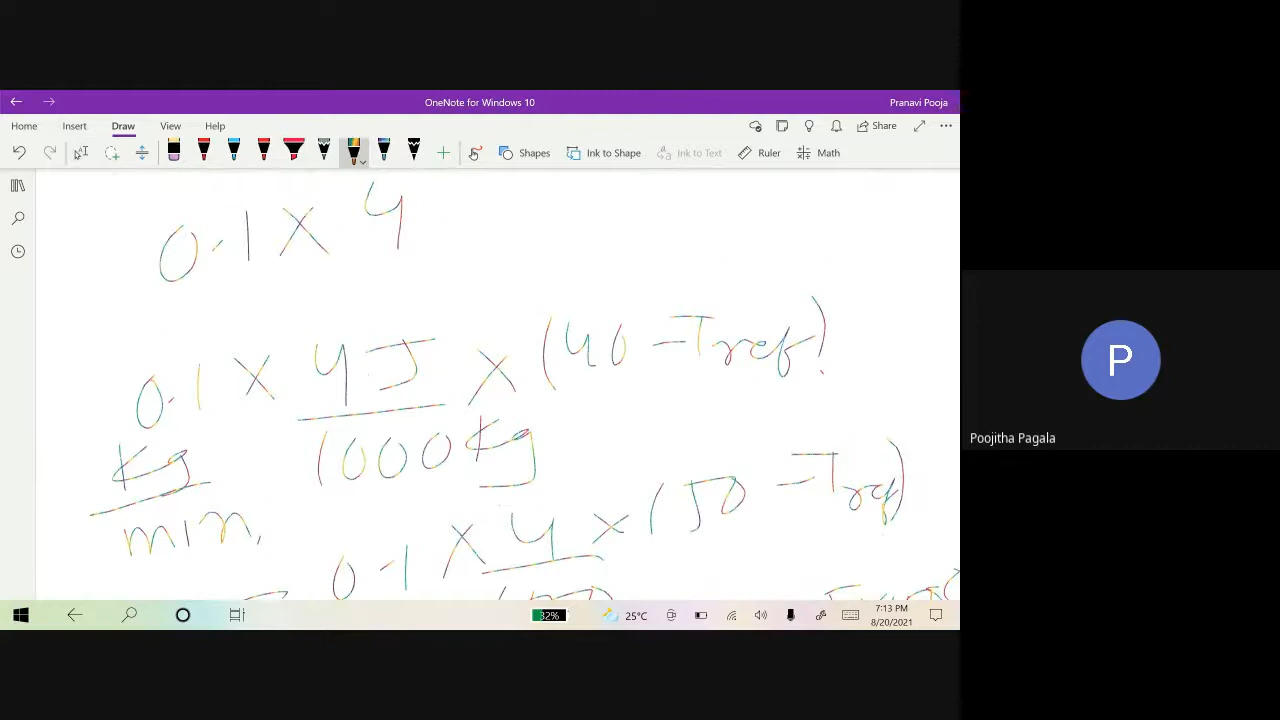 OneNote for Windows 10
Pranavi Pooja
Home Insert Draw View Help
Share
Shapes Ink to Shape Ink to Text Ruler Math
0.1 × 4
0.1 × 4J × (40 - Tref)
Kg 1000 Kg
min.
0.1 × 4 × (50 - Tref)
P
Poojitha Pagala
32%
25°C
7:13 PM
8/20/2021